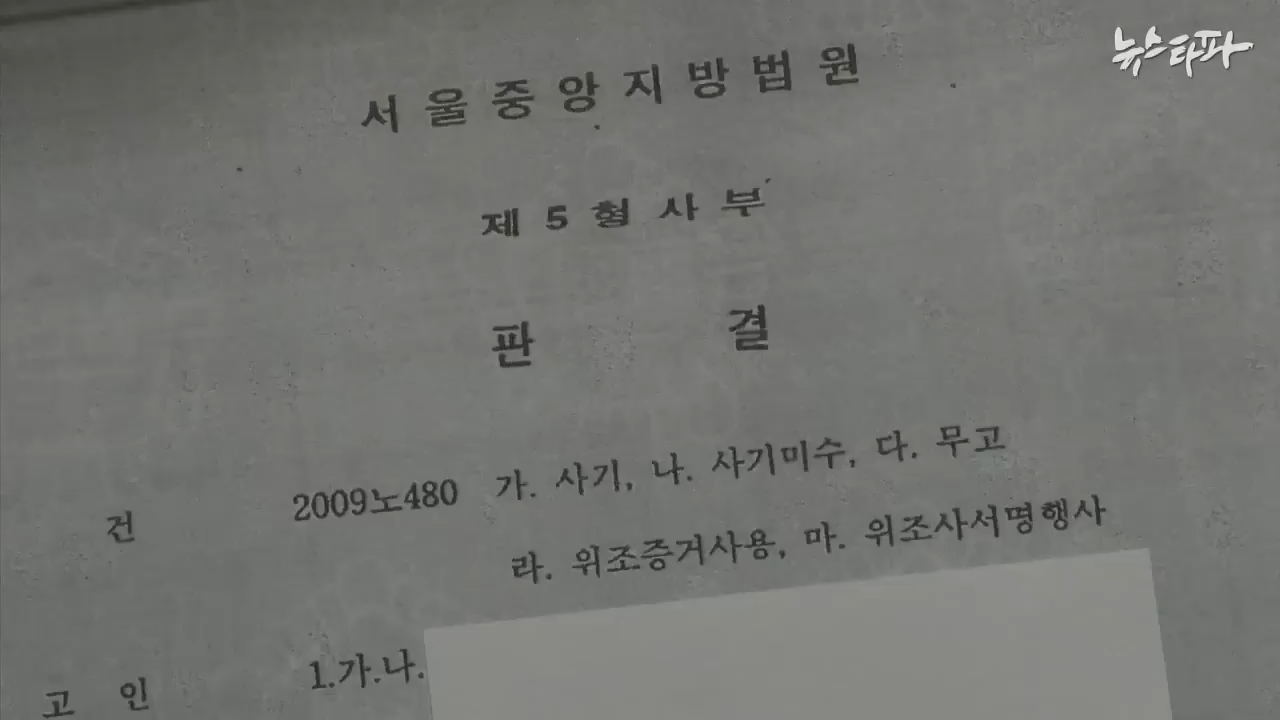 뉴스타파
서울중앙지방법원
제 5 형 사 부
판 결
건 2009노480 가. 사기, 나. 사기미수, 다. 무고
라. 위조증거사용, 마. 위조사서명행사
고 인 1.가.나.